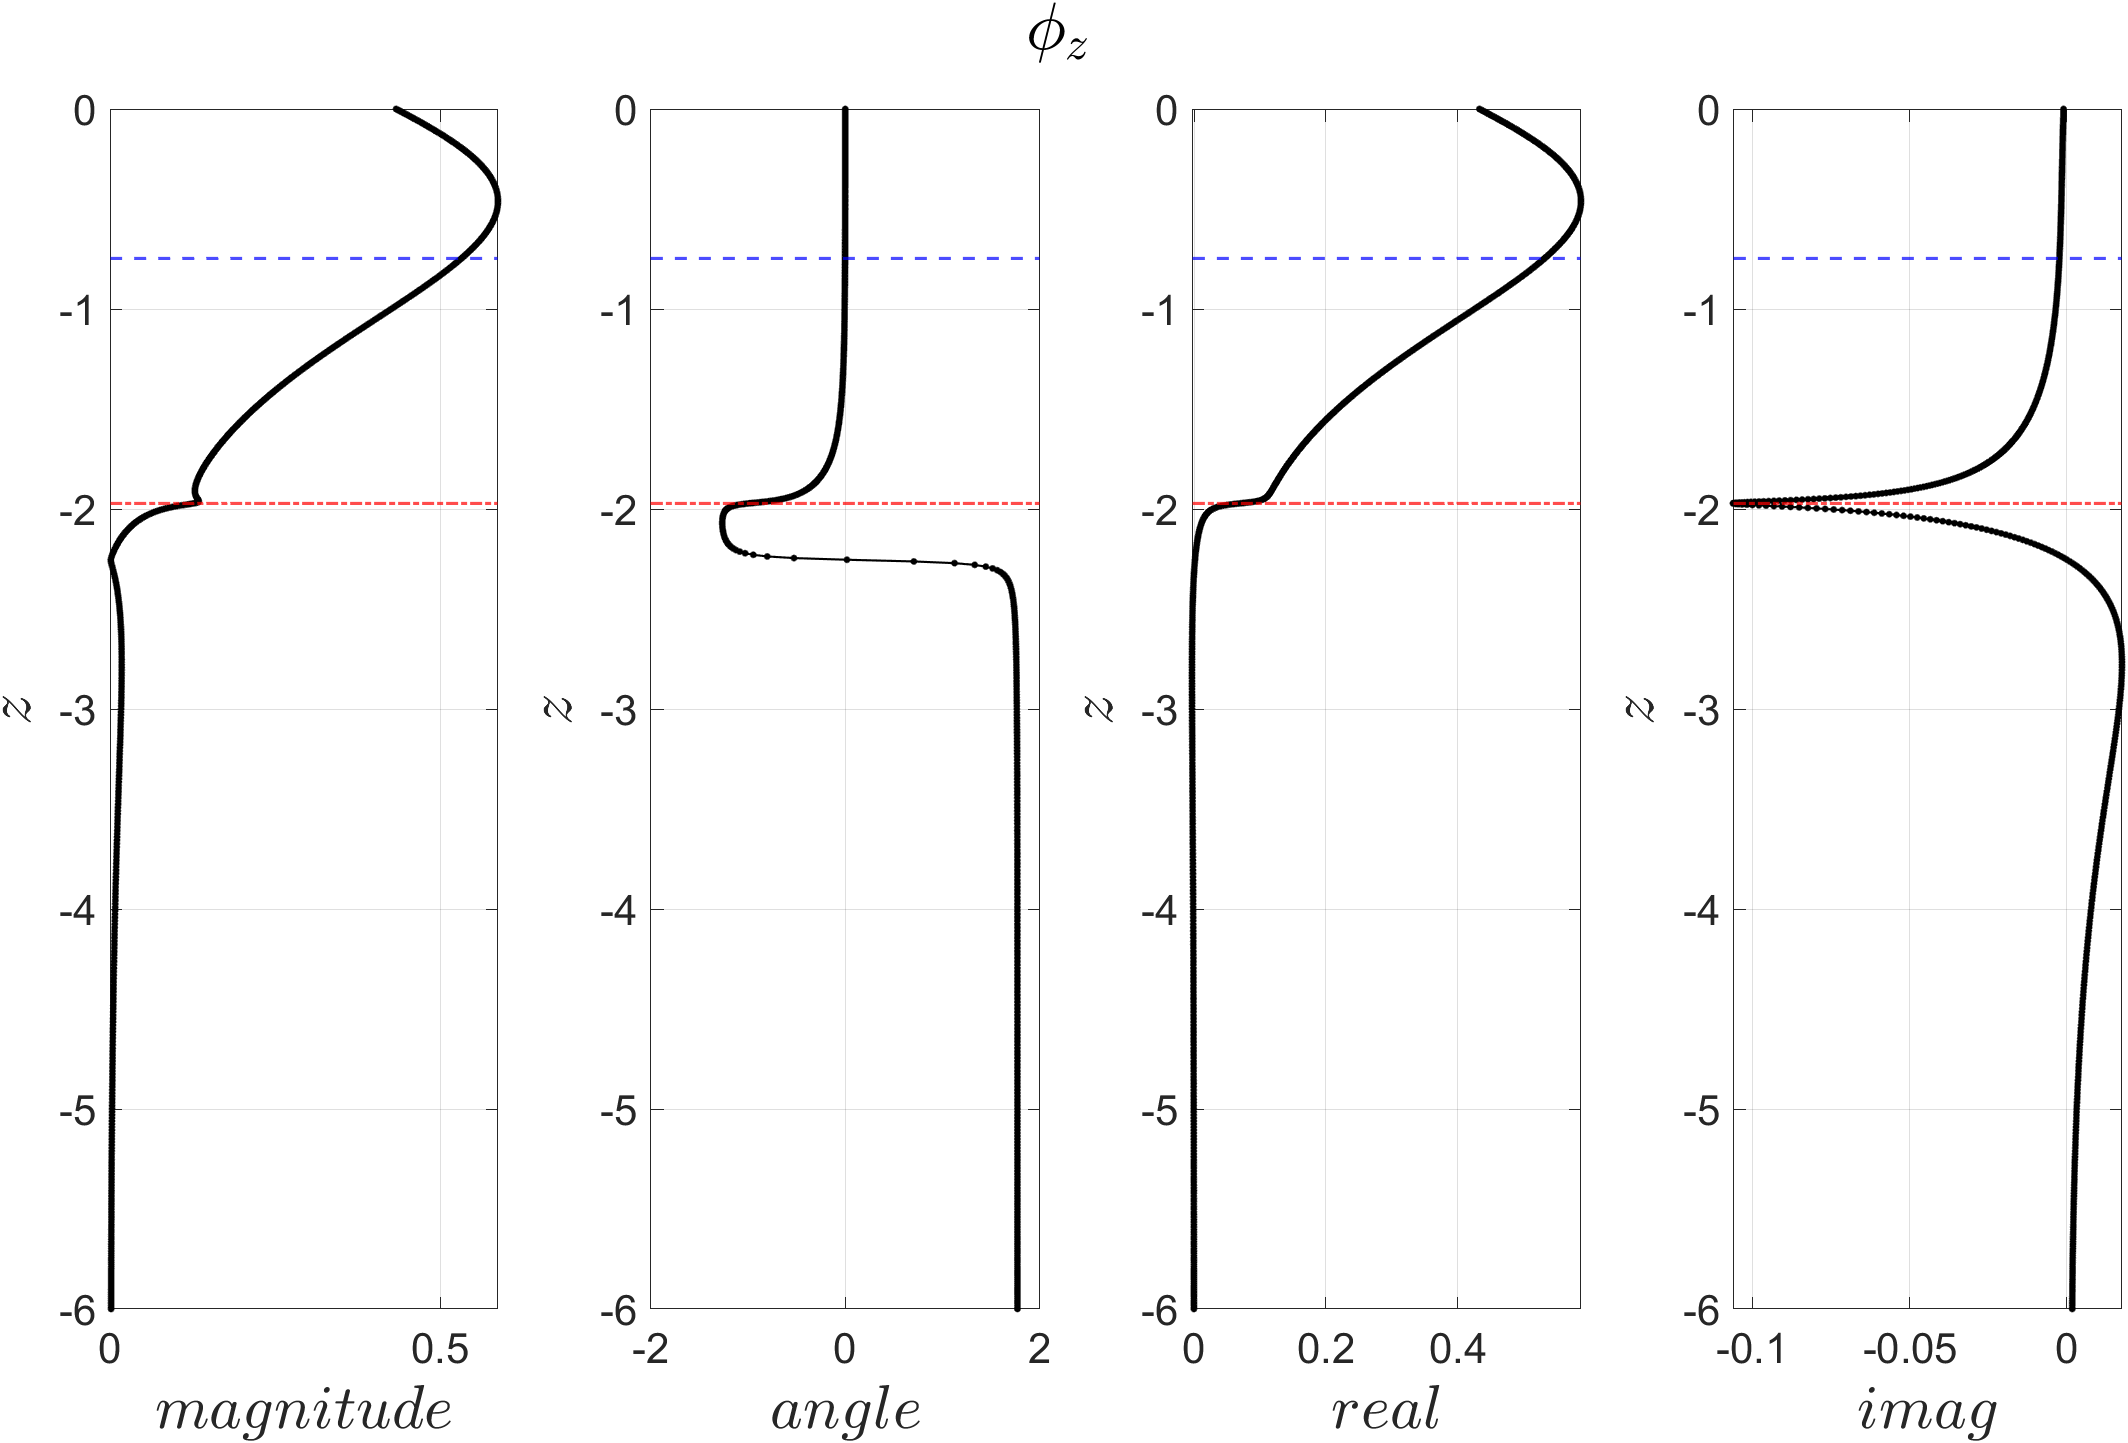 ϕ_z
0 0 0 0
-1 -1 -1 -1
-2 -2 -2 -2
z z z z
-3 -3 -3 -3
-4 -4 -4 -4
-5 -5 -5 -5
-6 -6 -6 -6
0 0.5 -2 0 2 0 0.2 0.4 -0.1 -0.05 0
magnitude angle real imag